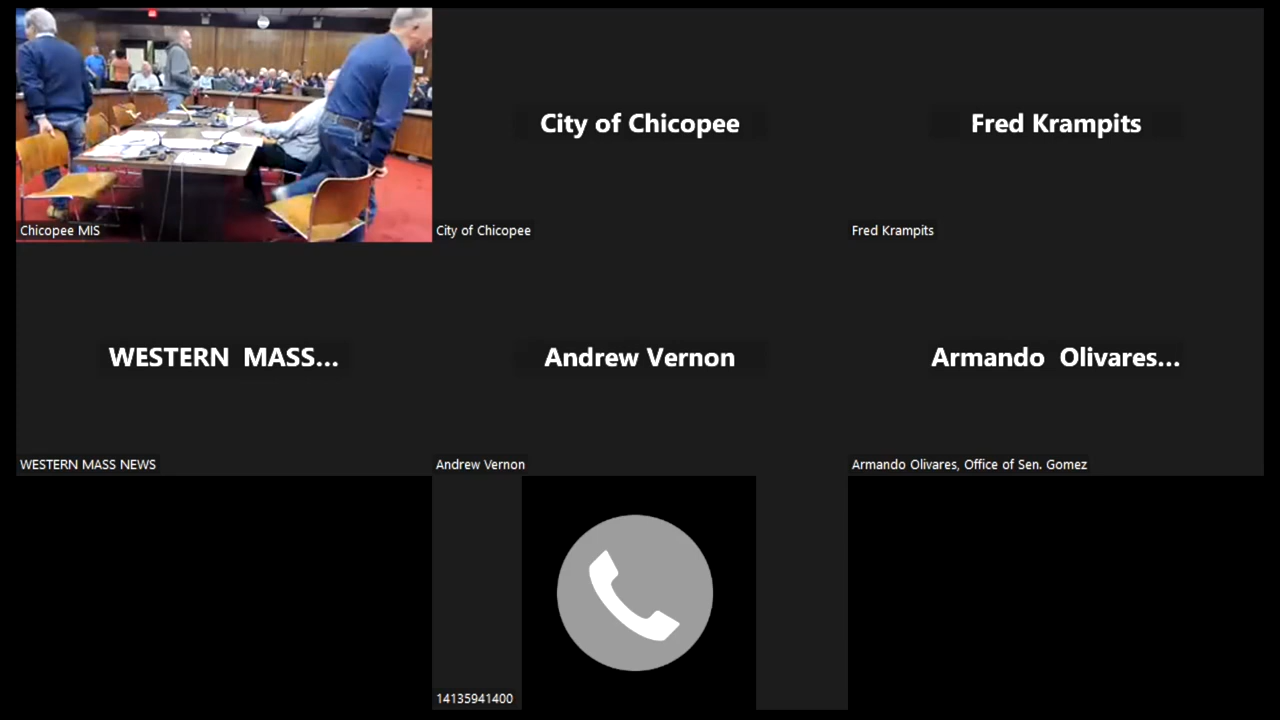 Chicopee MIS
City of Chicopee
City of Chicopee
Fred Krampits
Fred Krampits
WESTERN MASS...
WESTERN MASS NEWS
Andrew Vernon
Andrew Vernon
Armando Olivares...
Armando Olivares, Office of Sen. Gomez
14135941400